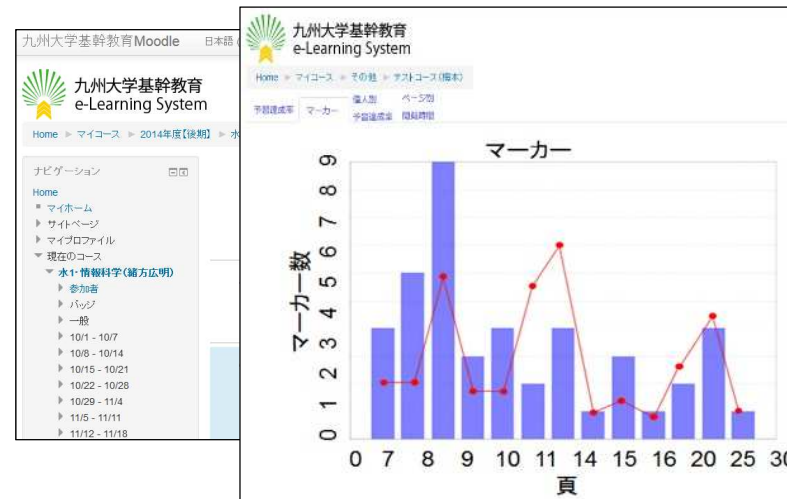 九州大学基幹教育Moodle 日本語 (
九州大学基幹教育
e-Learning System
Home ▶ マイコース ▶ 2014年度【後期】 ▶ 水
ナビゲーション
Home
マイホーム
サイトページ
マイプロファイル
現在のコース
水1・情報科学(緒方広明)
参加者
バッジ
一般
10/1 - 10/7
10/8 - 10/14
10/15 - 10/21
10/22 - 10/28
10/29 - 11/4
11/5 - 11/11
11/12 - 11/18
九州大学基幹教育
e-Learning System
Home ▶ マイコース ▶ その他 ▶ テストコース(榎本)
予習達成率 マーカー 個人別 予習達成率 ページ別 閲覧時間
マーカー
マーカー数
9
8
7
6
5
4
3
2
1
0
0 7 8 9 10 11 14 15 16 20 25 30
頁